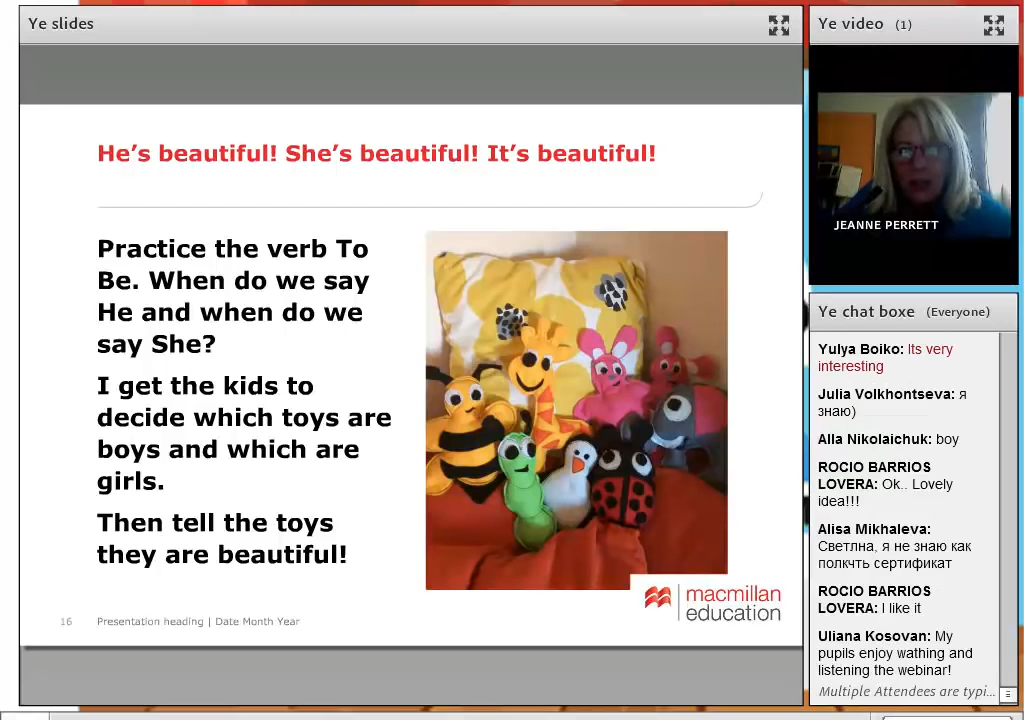 Ye slides
He's beautiful! She's beautiful! It's beautiful!
Practice the verb To
Be. When do we say
He and when do we
say She?
I get the kids to
decide which toys are
boys and which are
girls.
Then tell the toys
they are beautiful!
macmillan
education
16 Presentation heading | Date Month Year
Ye video (1)
JEANNE PERRETT
Ye chat boxe (Everyone)
Yulya Boiko: Its very
interesting
Julia Volkhontseva: я
знаю)
Alla Nikolaichuk: boy
ROCIO BARRIOS
LOVERA: Ok.. Lovely
idea!!!
Alisa Mikhaleva:
Светлна, я не знаю как
полкчть сертификат
ROCIO BARRIOS
LOVERA: I like it
Uliana Kosovan: My
pupils enjoy wathing and
listening the webinar!
Multiple Attendees are typi...